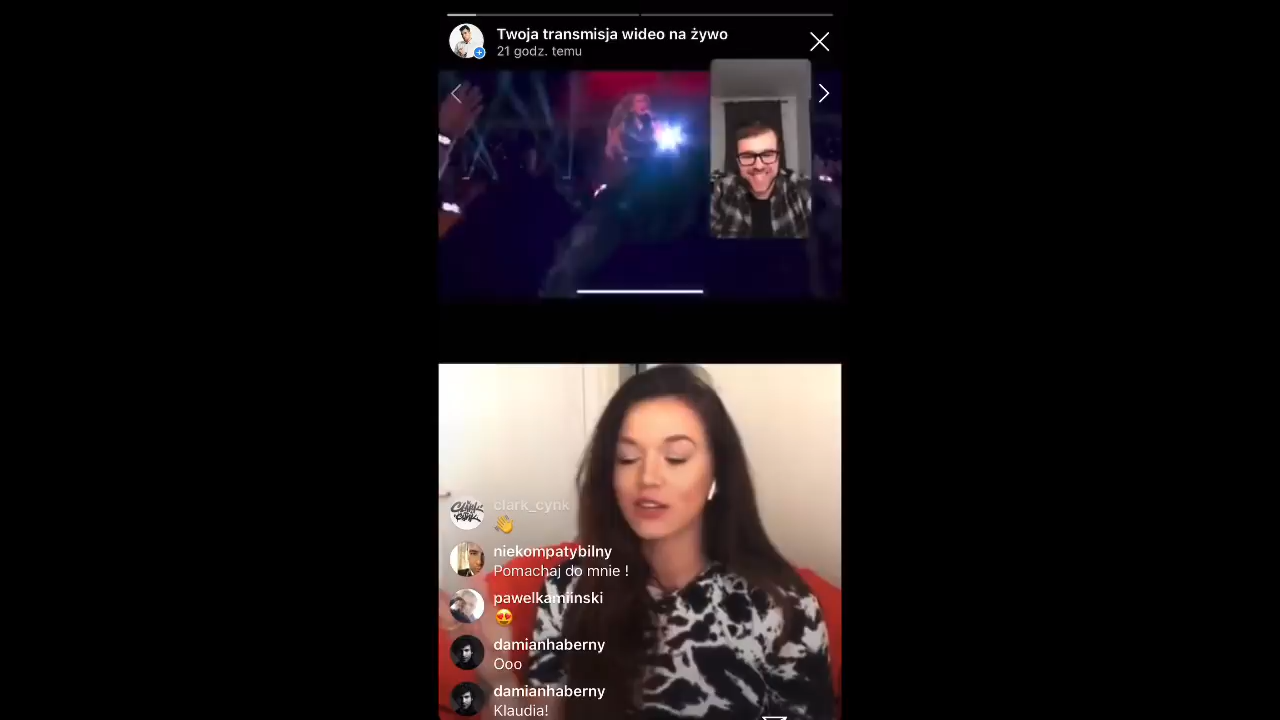 Twoja transmisja wideo na żywo
21 godz. temu
clark_cynk
👋
niekompatybilny
Pomachaj do mnie !
pawelkamiinski
😍
damianhaberny
Ooo
damianhaberny
Klaudia!